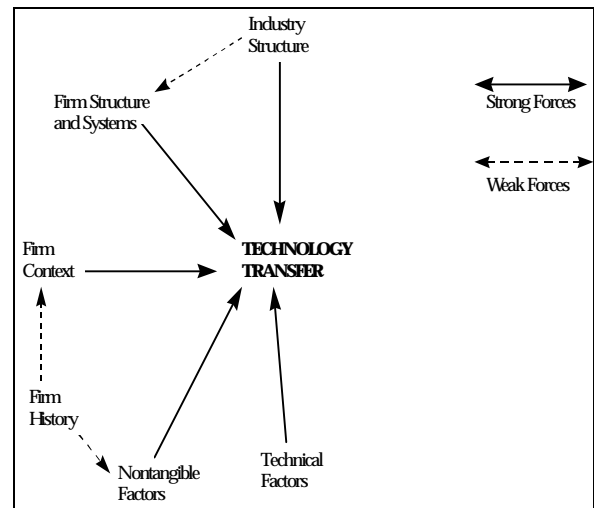 Industry
Structure
Firm Structure
and Systems
Strong Forces
Weak Forces
Firm
Context
TECHNOLOGY
TRANSFER
Firm
History
Nontangible
Factors
Technical
Factors